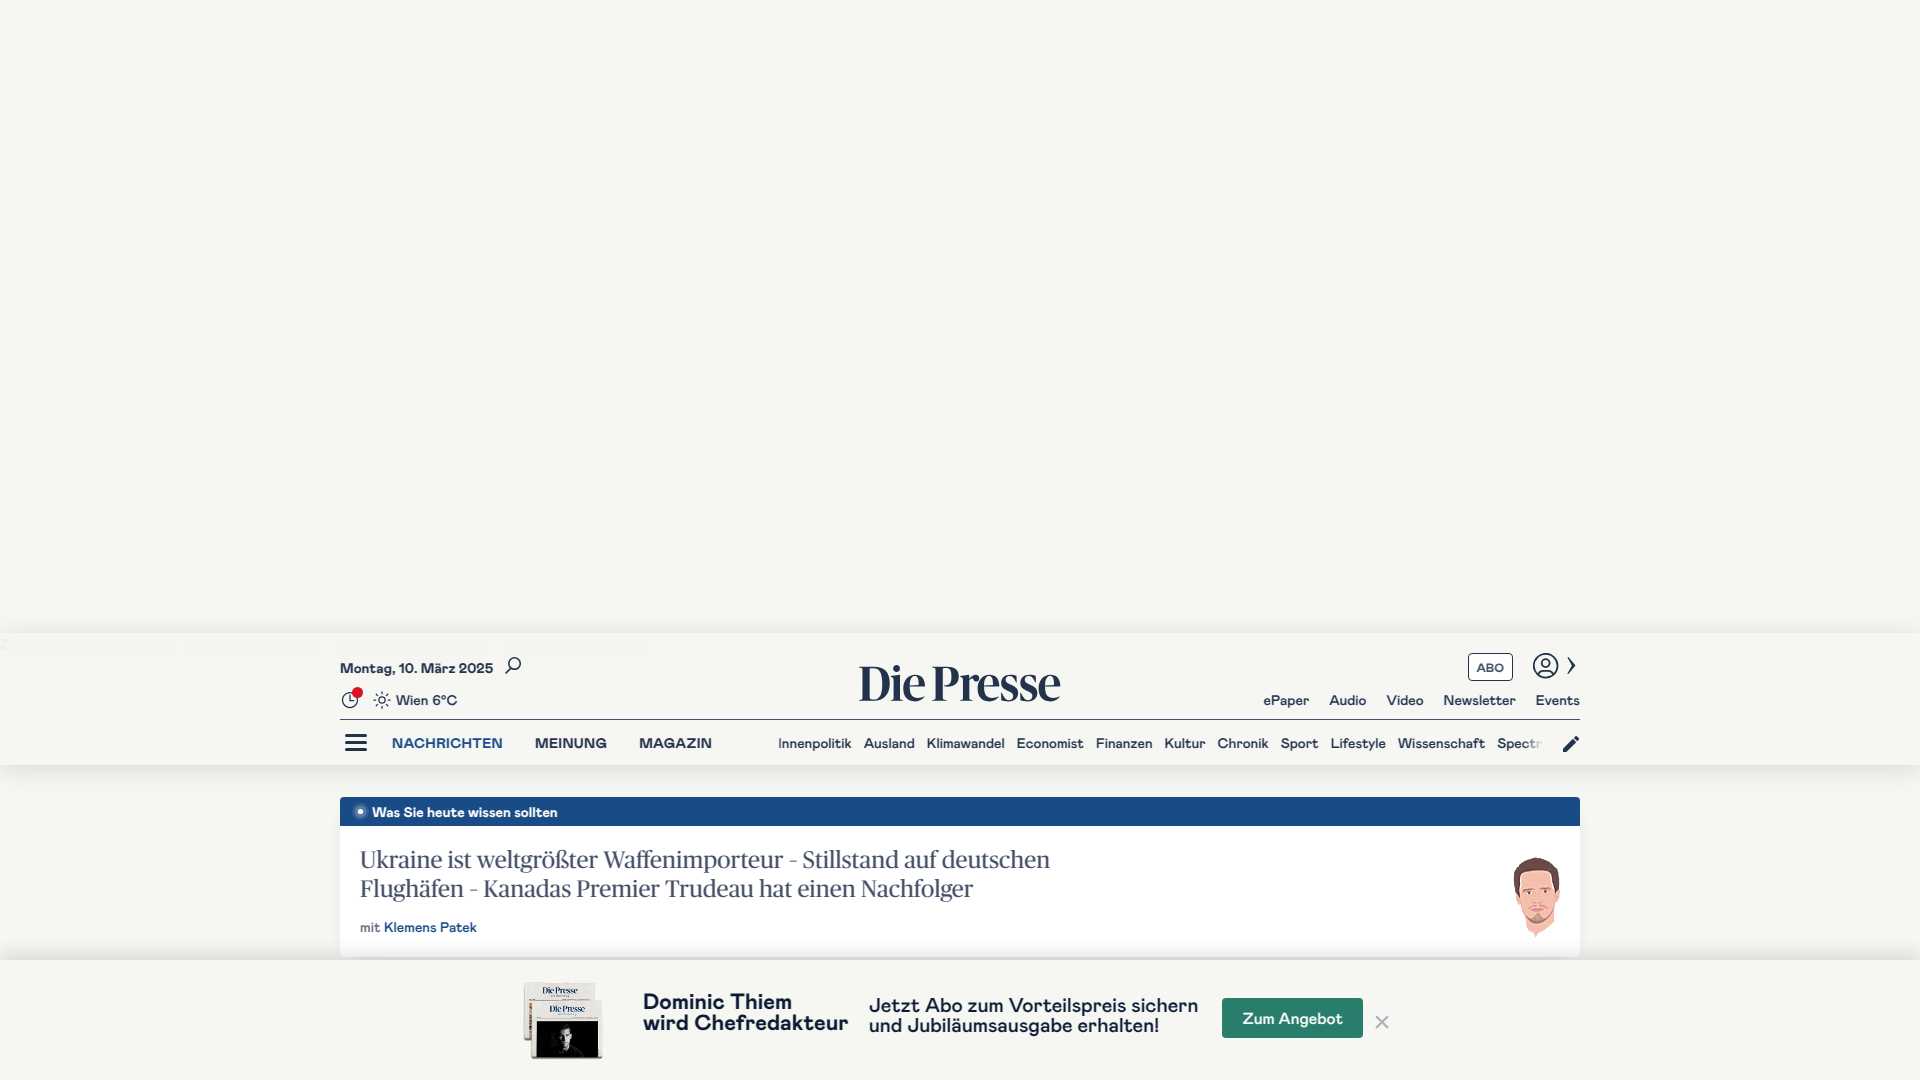 Montag, 10. März 2025
Die Presse
ABO
Wien 6°C
ePaper Audio Video Newsletter Events
NACHRICHTEN MEINUNG MAGAZIN Innenpolitik Ausland Klimawandel Economist Finanzen Kultur Chronik Sport Lifestyle Wissenschaft Spectr
Was Sie heute wissen sollten
Ukraine ist weltgrößter Waffenimporteur – Stillstand auf deutschen
Flughäfen – Kanadas Premier Trudeau hat einen Nachfolger
mit Klemens Patek
Die Presse
Die Presse
Dominic Thiem
wird Chefredakteur
Jetzt Abo zum Vorteilspreis sichern
und Jubiläumsausgabe erhalten!
Zum Angebot